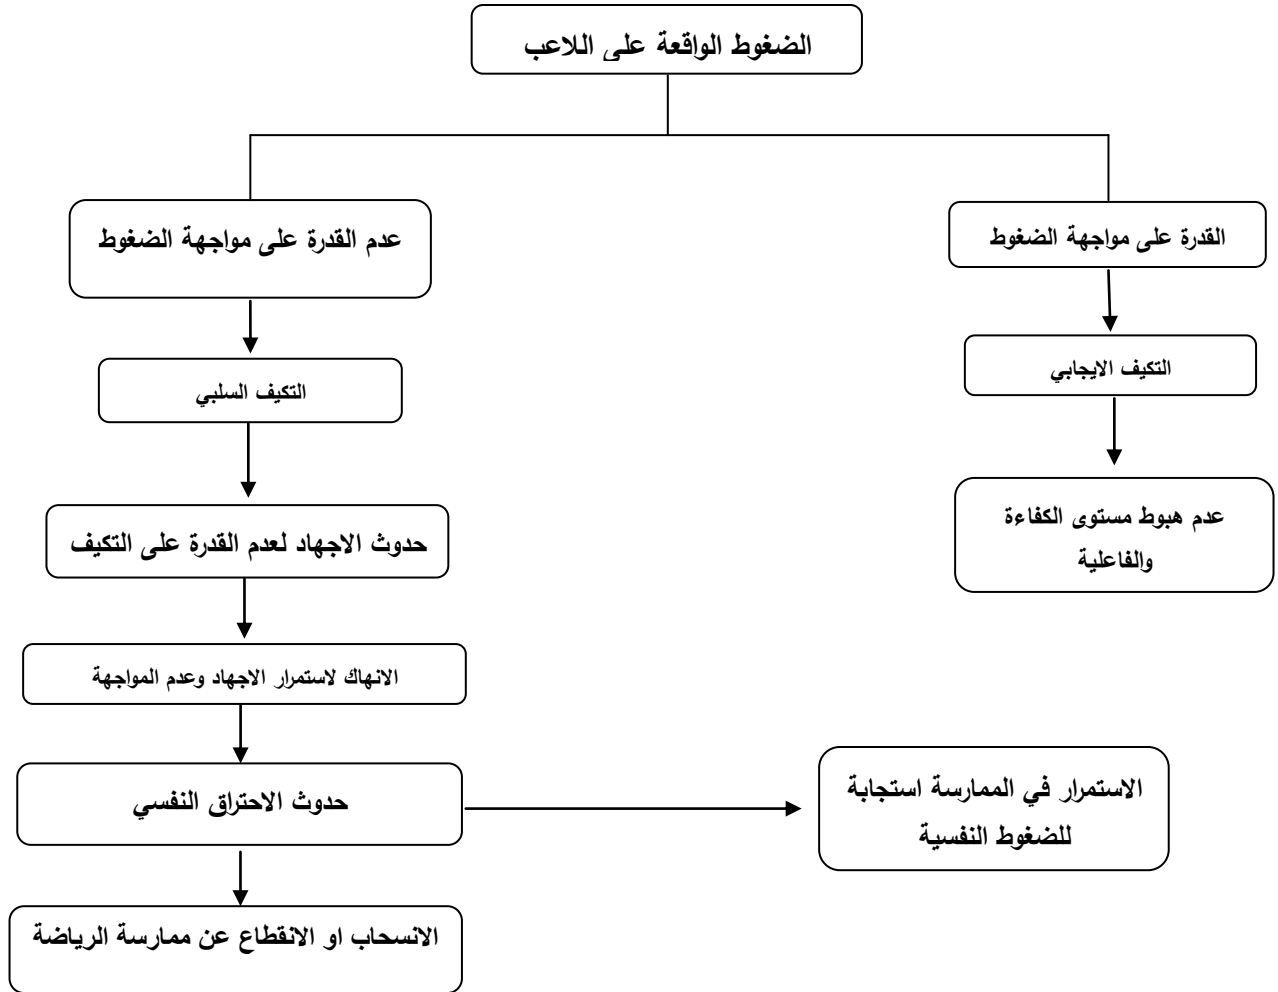 الضغوط الواقعة على اللاعب
القدرة على مواجهة الضغوط
عدم القدرة على مواجهة الضغوط
التكيف الايجابي
التكيف السلبي
عدم هبوط مستوى الكفاءة
والفاعلية
حدوث الاجهاد لعدم القدرة على التكيف
الانهاك لاستمرار الاجهاد وعدم المواجهة
حدوث الاحتراق النفسي
الاستمرار في الممارسة استجابة
للضغوط النفسية
الانسحاب او الانقطاع عن ممارسة الرياضة